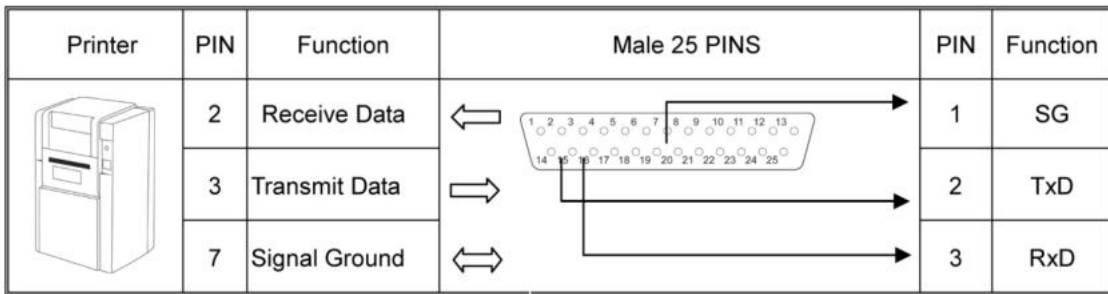 Printer PIN Function Male 25 PINS PIN Function
2 Receive Data 1 SG
1 2 3 4 5 6 7 8 9 10 11 12 13
14 15 16 17 18 19 20 21 22 23 24 25
3 Transmit Data 2 TxD
7 Signal Ground 3 RxD